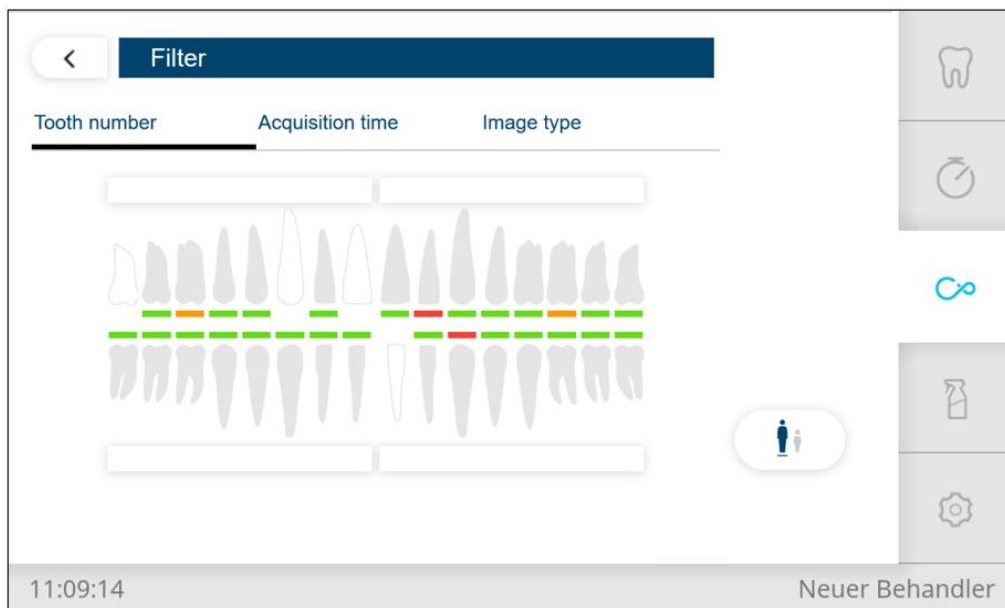 Filter
Tooth number Acquisition time Image type
11:09:14 Neuer Behandler